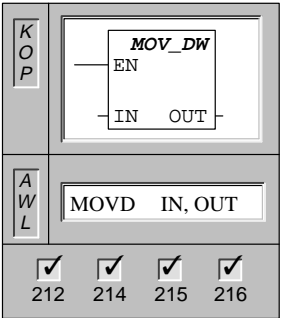 K
O
P
MOV_DW
EN
IN OUT
A
W
L
MOVD IN, OUT
212 214 215 216